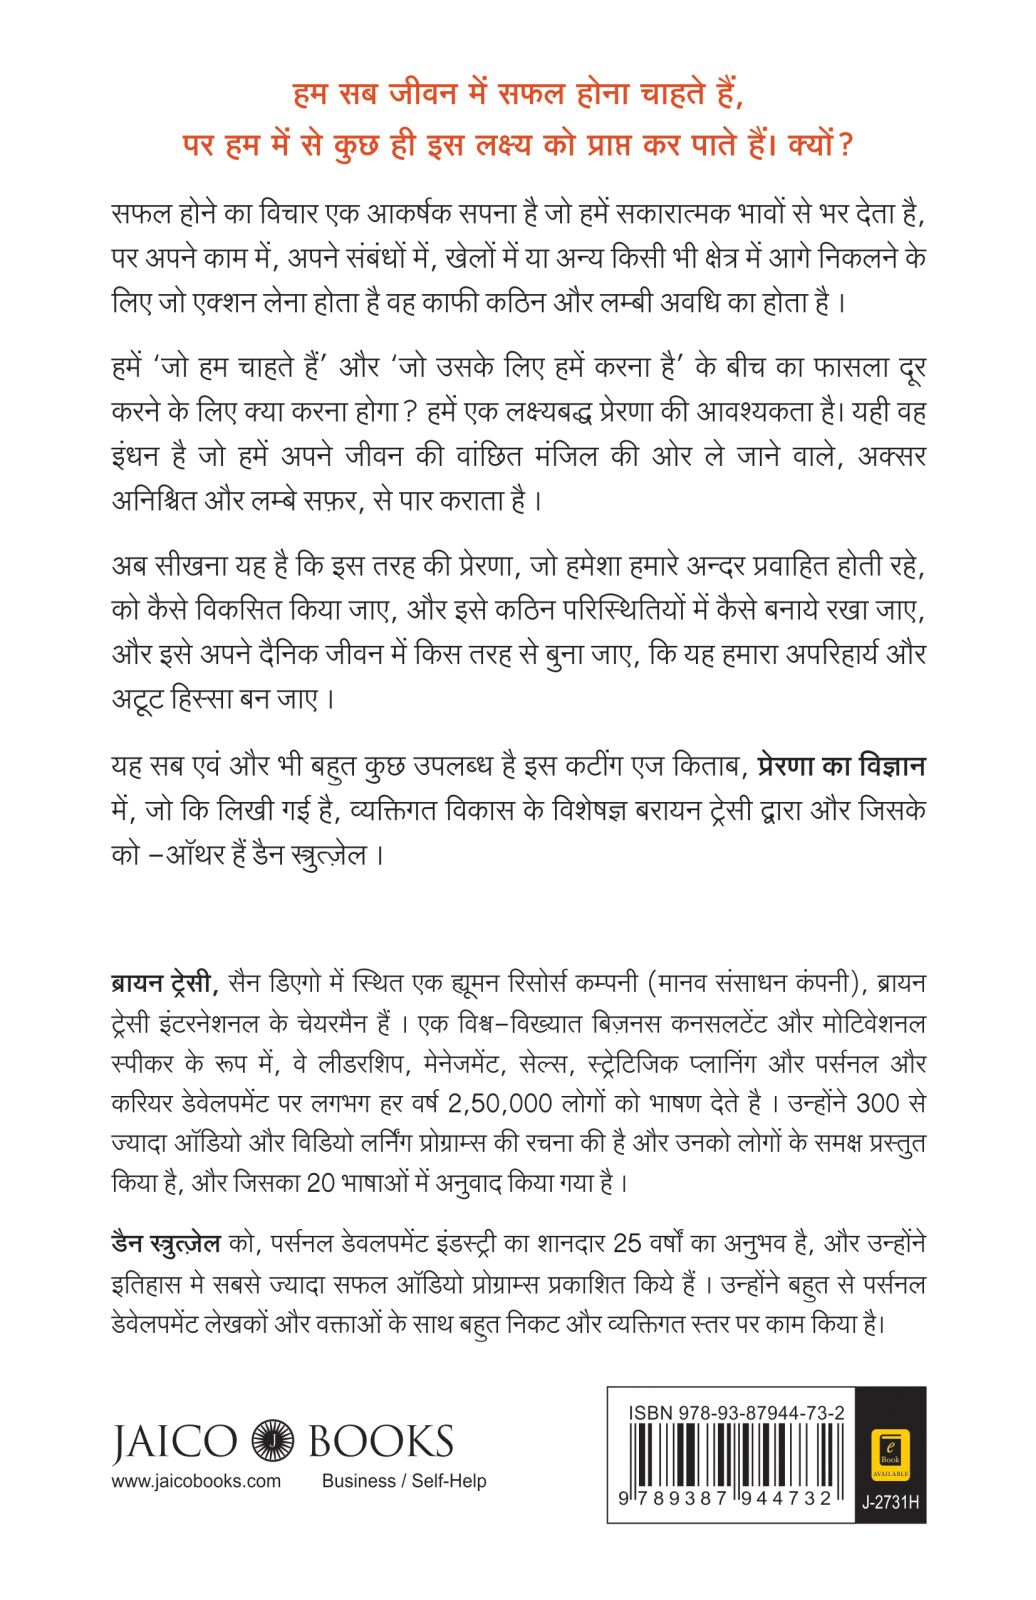 हम सब जीवन में सफल होना चाहते हैं,
पर हम में से कुछ ही इस लक्ष्य को प्राप्त कर पाते हैं। क्यों?
सफल होने का विचार एक आकर्षक सपना है जो हमें सकारात्मक भावों से भर देता है,
पर अपने काम में, अपने संबंधों में, खेलों में या अन्य किसी भी क्षेत्र में आगे निकलने के
लिए जो एक्शन लेना होता है वह काफी कठिन और लम्बी अवधि का होता है ।
हमें ‘जो हम चाहते हैं’ और ‘जो उसके लिए हमें करना है’ के बीच का फासला दूर
करने के लिए क्या करना होगा? हमें एक लक्ष्यबद्ध प्रेरणा की आवश्यकता है। यही वह
इंधन है जो हमें अपने जीवन की वांछित मंजिल की ओर ले जाने वाले, अक्सर
अनिश्चित और लम्बे सफ़र, से पार कराता है ।
अब सीखना यह है कि इस तरह की प्रेरणा, जो हमेशा हमारे अन्दर प्रवाहित होती रहे,
को कैसे विकसित किया जाए, और इसे कठिन परिस्थितियों में कैसे बनाये रखा जाए,
और इसे अपने दैनिक जीवन में किस तरह से बुना जाए, कि यह हमारा अपरिहार्य और
अटूट हिस्सा बन जाए ।
यह सब एवं और भी बहुत कुछ उपलब्ध है इस कटींग एज किताब, प्रेरणा का विज्ञान
में, जो कि लिखी गई है, व्यक्तिगत विकास के विशेषज्ञ बरायन ट्रेसी द्वारा और जिसके
को –ऑथर हैं डैन स्त्रुत्ज़ेल ।
ब्रायन ट्रेसी, सैन डिएगो में स्थित एक ह्यूमन रिसोर्स कम्पनी (मानव संसाधन कंपनी), ब्रायन
ट्रेसी इंटरनेशनल के चेयरमैन हैं । एक विश्व–विख्यात बिज़नस कनसलटेंट और मोटिवेशनल
स्पीकर के रूप में, वे लीडरशिप, मेनेजमेंट, सेल्स, स्ट्रेटिजिक प्लानिंग और पर्सनल और
करियर डेवेलपमेंट पर लगभग हर वर्ष 2,50,000 लोगों को भाषण देते है । उन्होंने 300 से
ज्यादा ऑडियो और विडियो लर्निंग प्रोग्राम्स की रचना की है और उनको लोगों के समक्ष प्रस्तुत
किया है, और जिसका 20 भाषाओं में अनुवाद किया गया है ।
डैन स्त्रुत्ज़ेल को, पर्सनल डेवलपमेंट इंडस्ट्री का शानदार 25 वर्षों का अनुभव है, और उन्होंने
इतिहास मे सबसे ज्यादा सफल ऑडियो प्रोग्राम्स प्रकाशित किये हैं । उन्होंने बहुत से पर्सनल
डेवेलपमेंट लेखकों और वक्ताओं के साथ बहुत निकट और व्यक्तिगत स्तर पर काम किया है।
JAICO J BOOKS
www.jaicobooks.com Business / Self-Help
ISBN 978-93-87944-73-2
9 789387 944732
e
Book
AVAILABLE
J-2731H